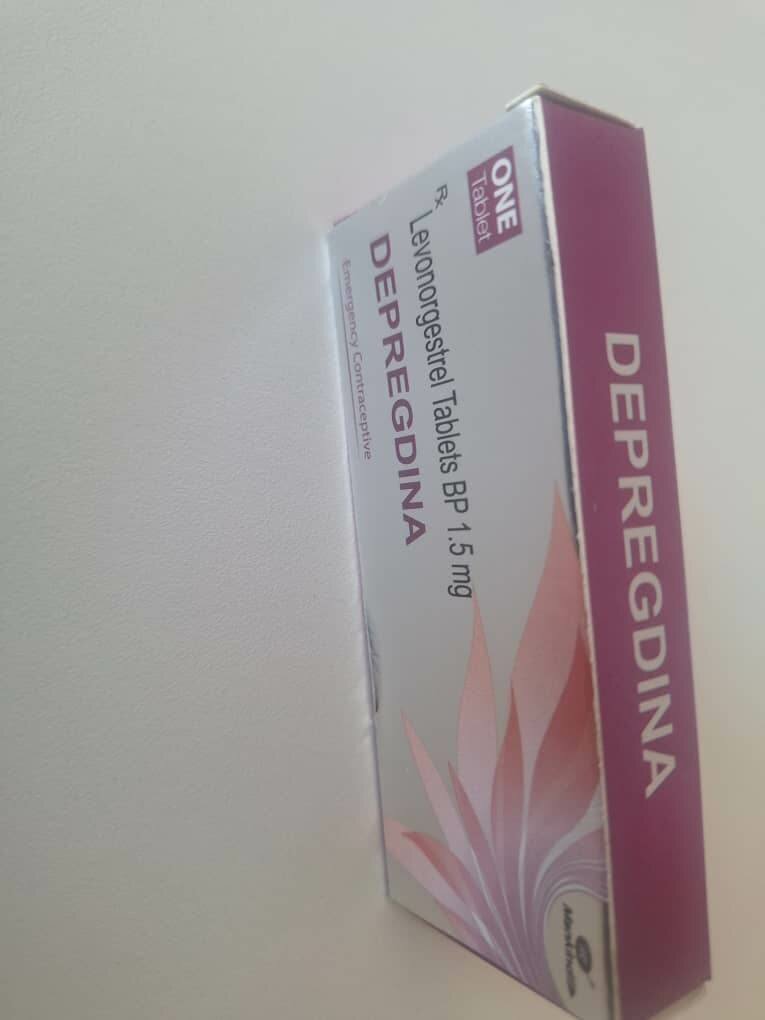 ONE
Tablet
Rx
Levonorgestrel Tablets BP 1.5 mg
DEPREGDINA
Emergency Contraceptive
DEPREGDINA